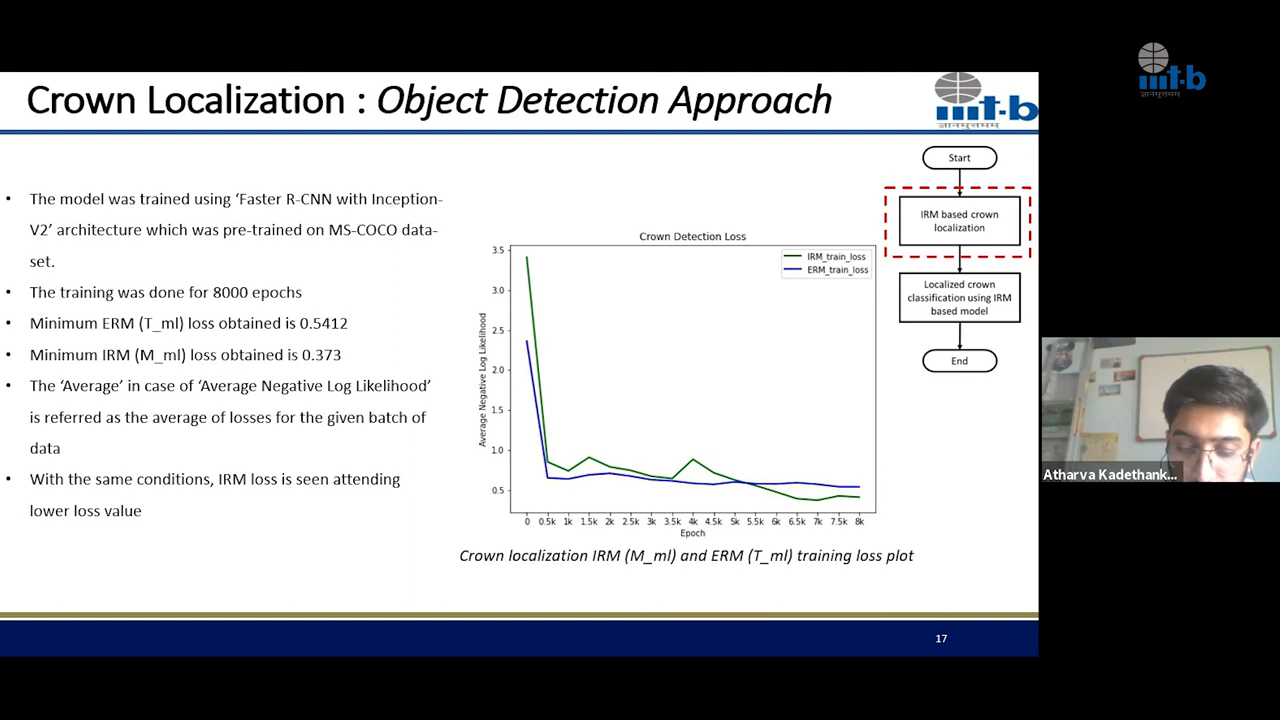 Crown Localization : Object Detection Approach
iiit-b
ज्ञानमुत्तमम्
iiit-b
ज्ञानमुत्तमम्
• The model was trained using ‘Faster R-CNN with Inception-
V2’ architecture which was pre-trained on MS-COCO data-
set.
• The training was done for 8000 epochs
• Minimum ERM (T_ml) loss obtained is 0.5412
• Minimum IRM (M_ml) loss obtained is 0.373
• The ‘Average’ in case of ‘Average Negative Log Likelihood’
is referred as the average of losses for the given batch of
data
• With the same conditions, IRM loss is seen attending
lower loss value
Crown Detection Loss
IRM_train_loss
ERM_train_loss
Average Negative Log Likelihood
3.5
3.0
2.5
2.0
1.5
1.0
0.5
0 0.5k 1k 1.5k 2k 2.5k 3k 3.5k 4k 4.5k 5k 5.5k 6k 6.5k 7k 7.5k 8k
Epoch
Crown localization IRM (M_ml) and ERM (T_ml) training loss plot
Start
IRM based crown
localization
Localized crown
classification using IRM
based model
End
Atharva Kadethank...
17